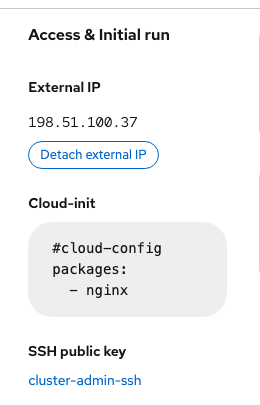 Access & Initial run
External IP
198.51.100.37
Detach external IP
Cloud-init
#cloud-config
packages:
  - nginx
SSH public key
cluster-admin-ssh